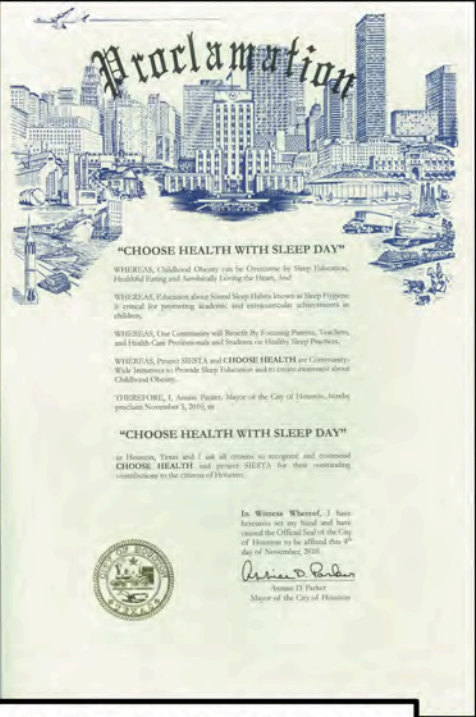 Proclamation
"CHOOSE HEALTH WITH SLEEP DAY"
WHEREAS, Childhood Obesity can be Overcome by Sleep Education,
Healthful Eating and Aerobically Loving the Heart, And
WHEREAS, Education about Sound Sleep Habits known as Sleep Hygiene
is crucial for promoting academic and extracurricular achievements in
children,
WHEREAS, Our Community will Benefit By Focusing Parents, Teachers,
and Health Care Professionals and Students on Healthy Sleep Practices,
WHEREAS, Project SIESTA and CHOOSE HEALTH are Community-
Wide Initiatives to Provide Sleep Education and to create awareness about
Childhood Obesity,
THEREFORE, I, Annise Parker, Mayor of the City of Houston, hereby
proclaim November 5, 2010, as
"CHOOSE HEALTH WITH SLEEP DAY"
in Houston, Texas and I ask all citizens to recognize and commend
CHOOSE HEALTH and project SIESTA for their outstanding
contributions to the citizens of Houston.
In Witness Whereof, I have
hereunto set my hand and have
caused the Official Seal of the City
of Houston to be affixed this 4th
day of November, 2010.
Annise D. Parker
Annise D. Parker
Mayor of the City of Houston
CITY OF HOUSTON
TEXAS